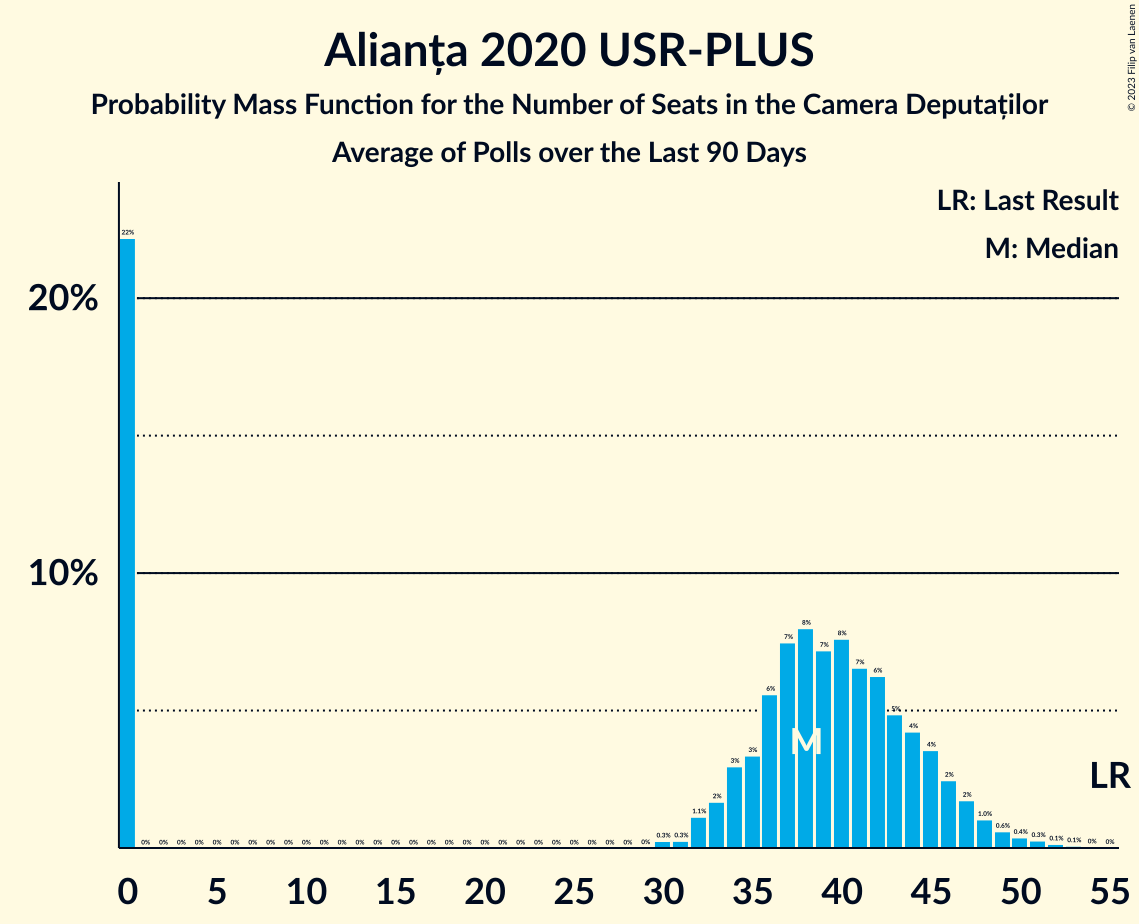 Alianța 2020 USR-PLUS
Probability Mass Function for the Number of Seats in the Camera Deputaților
Average of Polls over the Last 90 Days
© 2023 Filip van Laenen
LR: Last Result
M: Median
20%
10%
22% 0% 0% 0% 0% 0% 0% 0% 0% 0% 0% 0% 0% 0% 0% 0% 0% 0% 0% 0% 0% 0% 0% 0% 0% 0% 0% 0% 0% 0% 0.3% 0.3% 1.1% 2% 3% 3% 6% 7% 8% 7% 8% 7% 6% 5% 4% 4% 2% 2% 1.0% 0.6% 0.4% 0.3% 0.1% 0.1% 0% 0%
M
LR
0 5 10 15 20 25 30 35 40 45 50 55